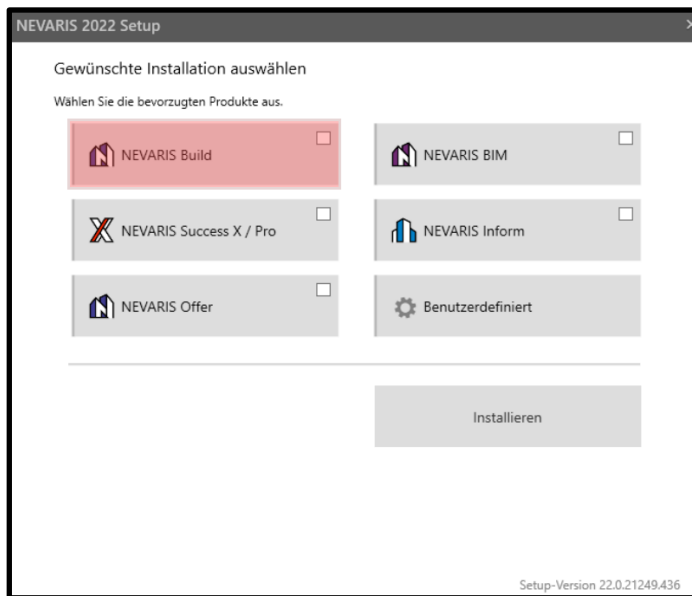 NEVARIS 2022 Setup
Gewünschte Installation auswählen
Wählen Sie die bevorzugten Produkte aus.
NEVARIS Build
NEVARIS BIM
NEVARIS Success X / Pro
NEVARIS Inform
NEVARIS Offer
Benutzerdefiniert
Installieren
Setup-Version 22.0.21249.436